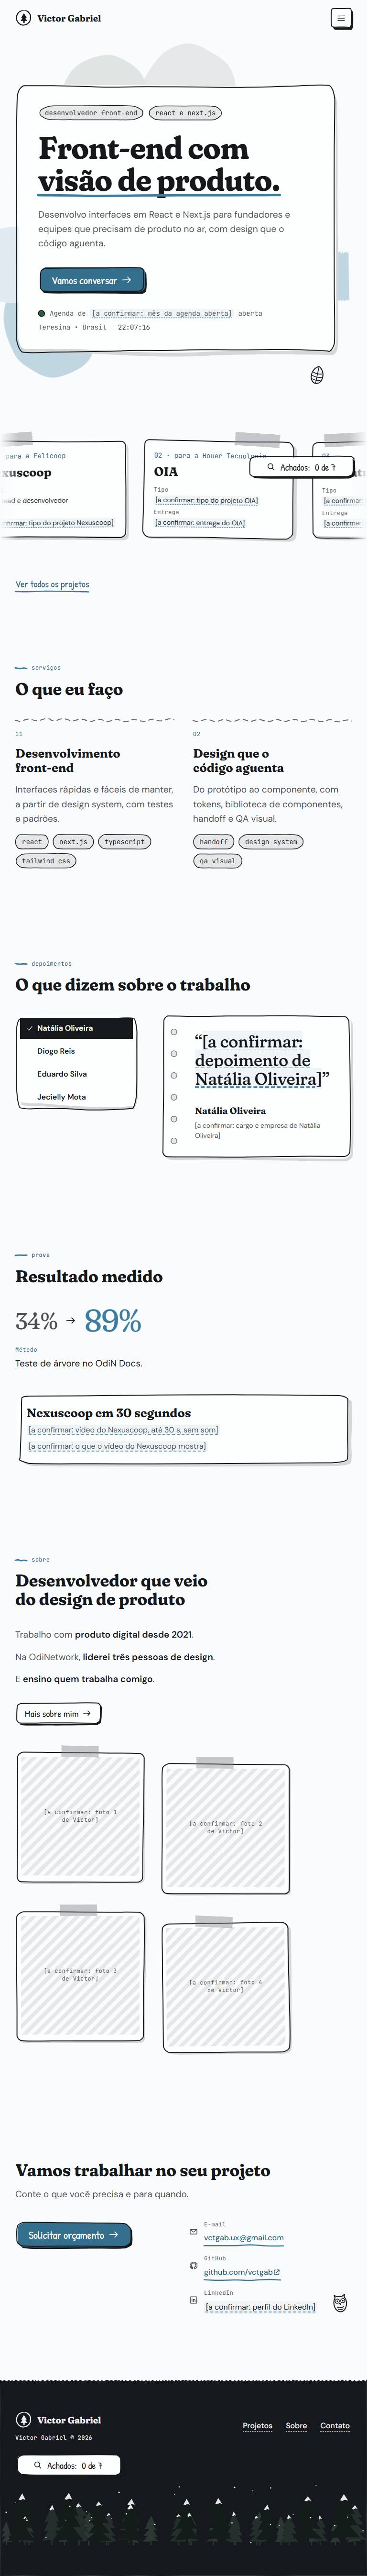 Victor Gabriel
desenvolvedor front-end
react e next.js
Front-end com
visão de produto.
Desenvolvo interfaces em React e Next.js para fundadores e
equipes que precisam de produto no ar, com design que o
código aguenta.
Vamos conversar →
Agenda de [a confirmar: mês da agenda aberta] aberta
Teresina • Brasil 22:07:16
para a Felicoop
xuscoop
ead e desenvolvedor
nfirmar: tipo do projeto Nexuscoop]
02 · para a Hover Tecnolo
OIA
Tipo
[a confirmar: tipo do projeto OIA]
Entrega
[a confirmar: entrega do OIA]
Achados: 0 de 7
03
Tipo
[a confirmar:
Entrega
[a confirmar:
Ver todos os projetos
serviços
O que eu faço
01
Desenvolvimento
front-end
Interfaces rápidas e fáceis de manter,
a partir de design system, com testes
e padrões.
react
next.js
typescript
tailwind css
02
Design que o
código aguenta
Do protótipo ao componente, com
tokens, biblioteca de componentes,
handoff e QA visual.
handoff
design system
qa visual
depoimentos
O que dizem sobre o trabalho
Natália Oliveira
Diogo Reis
Eduardo Silva
Jecielly Mota
“[a confirmar:
depoimento de
Natália Oliveira]”
Natália Oliveira
[a confirmar: cargo e empresa de Natália
Oliveira]
prova
Resultado medido
34% → 89%
Método
Teste de árvore no OdiN Docs.
Nexuscoop em 30 segundos
[a confirmar: vídeo do Nexuscoop, até 30 s, sem som]
[a confirmar: o que o vídeo do Nexuscoop mostra]
sobre
Desenvolvedor que veio
do design de produto
Trabalho com produto digital desde 2021.
Na OdiNetwork, liderei três pessoas de design.
E ensino quem trabalha comigo.
Mais sobre mim →
[a confirmar: foto 1
de Victor]
[a confirmar: foto 2
de Victor]
[a confirmar: foto 3
de Victor]
[a confirmar: foto 4
de Victor]
Vamos trabalhar no seu projeto
Conte o que você precisa e para quando.
Solicitar orçamento →
E-mail
vctgab.ux@gmail.com
GitHub
github.com/vctgab
LinkedIn
[a confirmar: perfil do LinkedIn]
Victor Gabriel
Victor Gabriel © 2026
Projetos
Sobre
Contato
Achados: 0 de 7